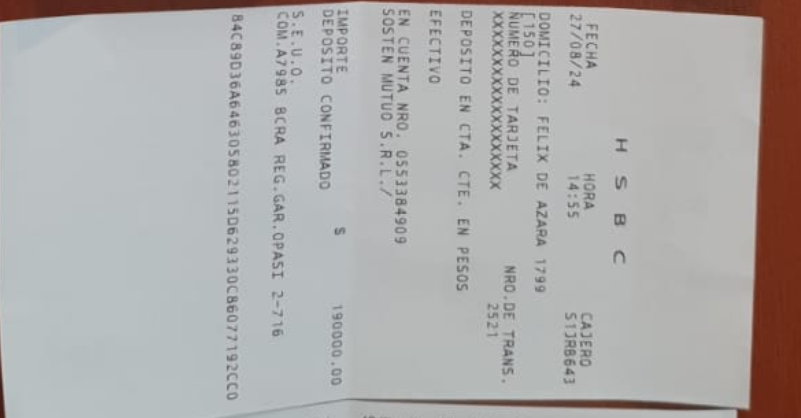 H S B C
FECHA HORA CAJERO
27/08/24 14:55 S1JRB643
DOMICILIO: FELIX DE AZARA 1799
[150]
NUMERO DE TARJETA NRO.DE TRANS.
XXXXXXXXXXXXXXXXXXX 2521
DEPOSITO EN CTA. CTE. EN PESOS
EFECTIVO
EN CUENTA NRO. 0553384909
SOSTEN MUTUO S.R.L./
IMPORTE $ 190000.00
DEPOSITO CONFIRMADO
S.E.U.O.
COM.A7985 BCRA REG.GAR.OPASI 2-716
84C89D36A646305802115D629330C86077192CC0